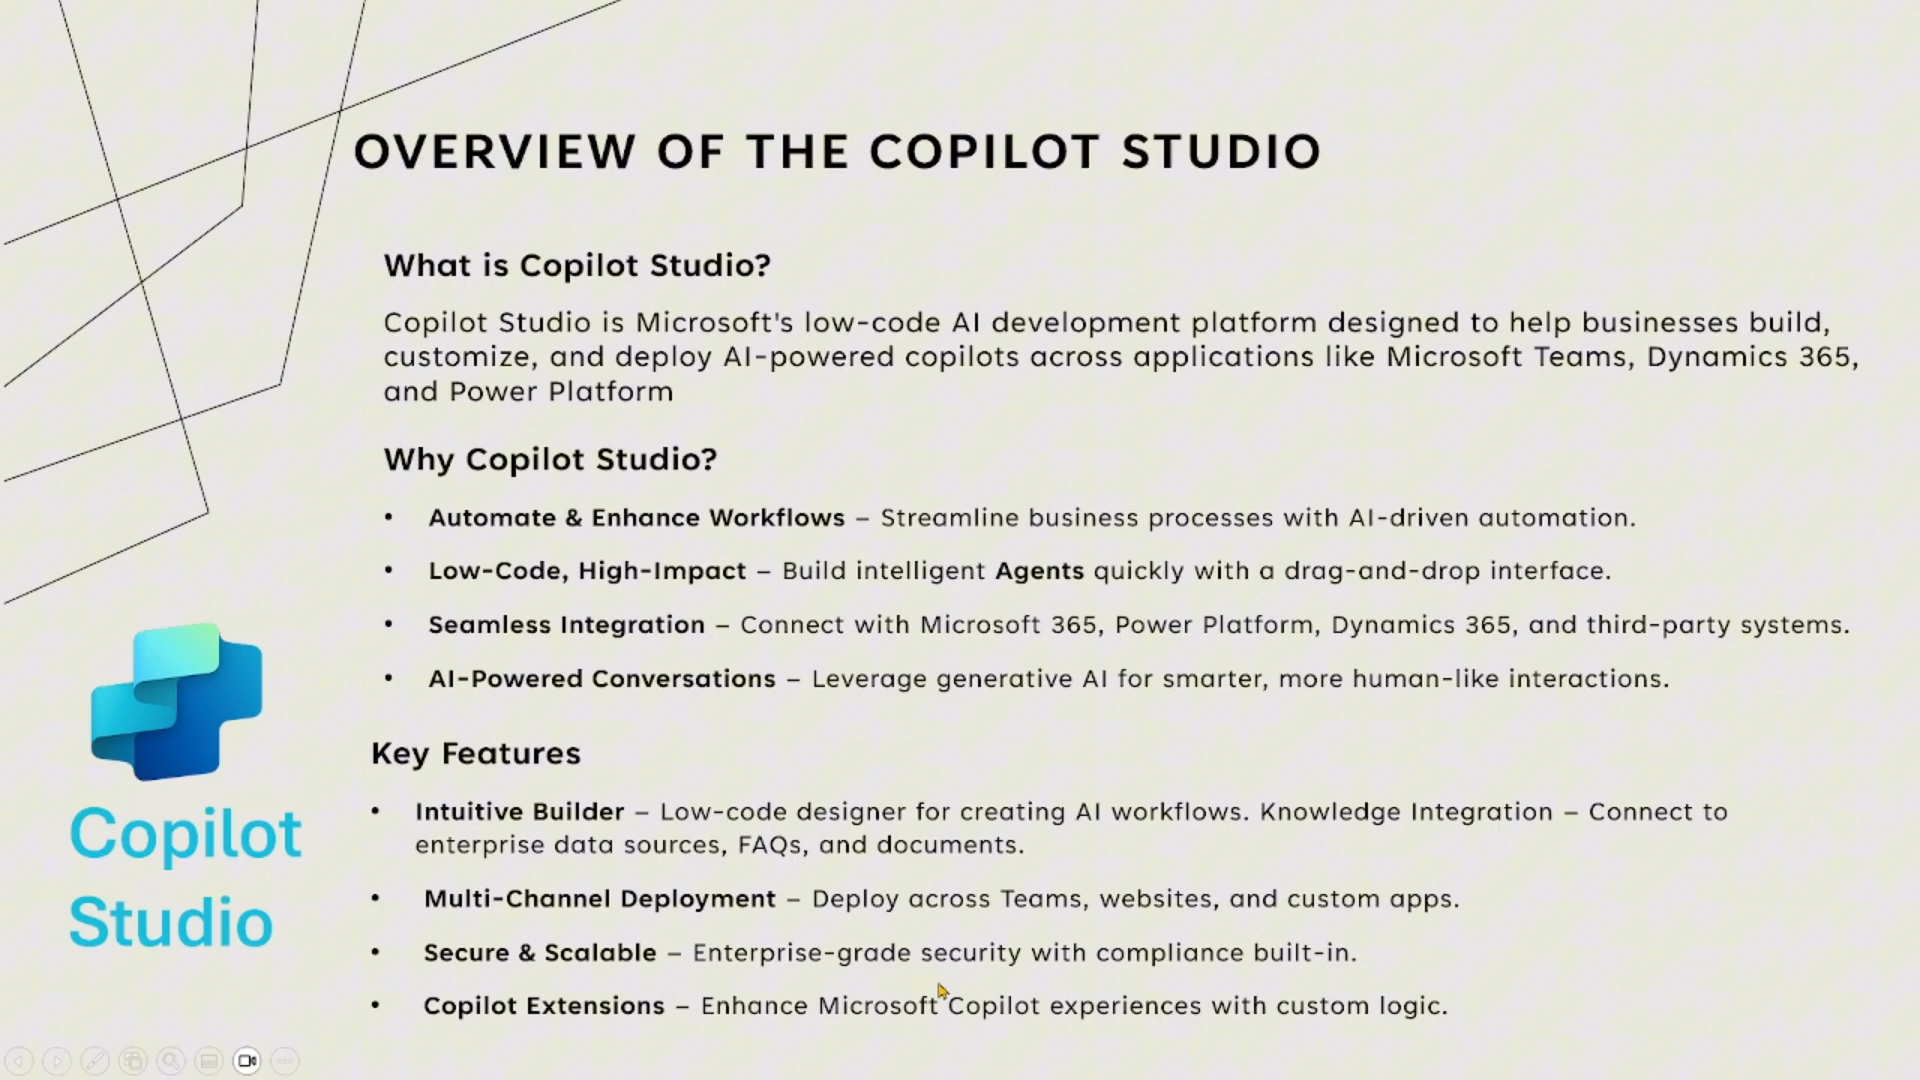 OVERVIEW OF THE COPILOT STUDIO
What is Copilot Studio?
Copilot Studio is Microsoft's low-code AI development platform designed to help businesses build,
customize, and deploy AI-powered copilots across applications like Microsoft Teams, Dynamics 365,
and Power Platform
Why Copilot Studio?
• Automate & Enhance Workflows – Streamline business processes with AI-driven automation.
• Low-Code, High-Impact – Build intelligent Agents quickly with a drag-and-drop interface.
• Seamless Integration – Connect with Microsoft 365, Power Platform, Dynamics 365, and third-party systems.
• AI-Powered Conversations – Leverage generative AI for smarter, more human-like interactions.
Key Features
• Intuitive Builder – Low-code designer for creating AI workflows. Knowledge Integration – Connect to
enterprise data sources, FAQs, and documents.
• Multi-Channel Deployment – Deploy across Teams, websites, and custom apps.
• Secure & Scalable – Enterprise-grade security with compliance built-in.
• Copilot Extensions – Enhance Microsoft Copilot experiences with custom logic.
Copilot
Studio